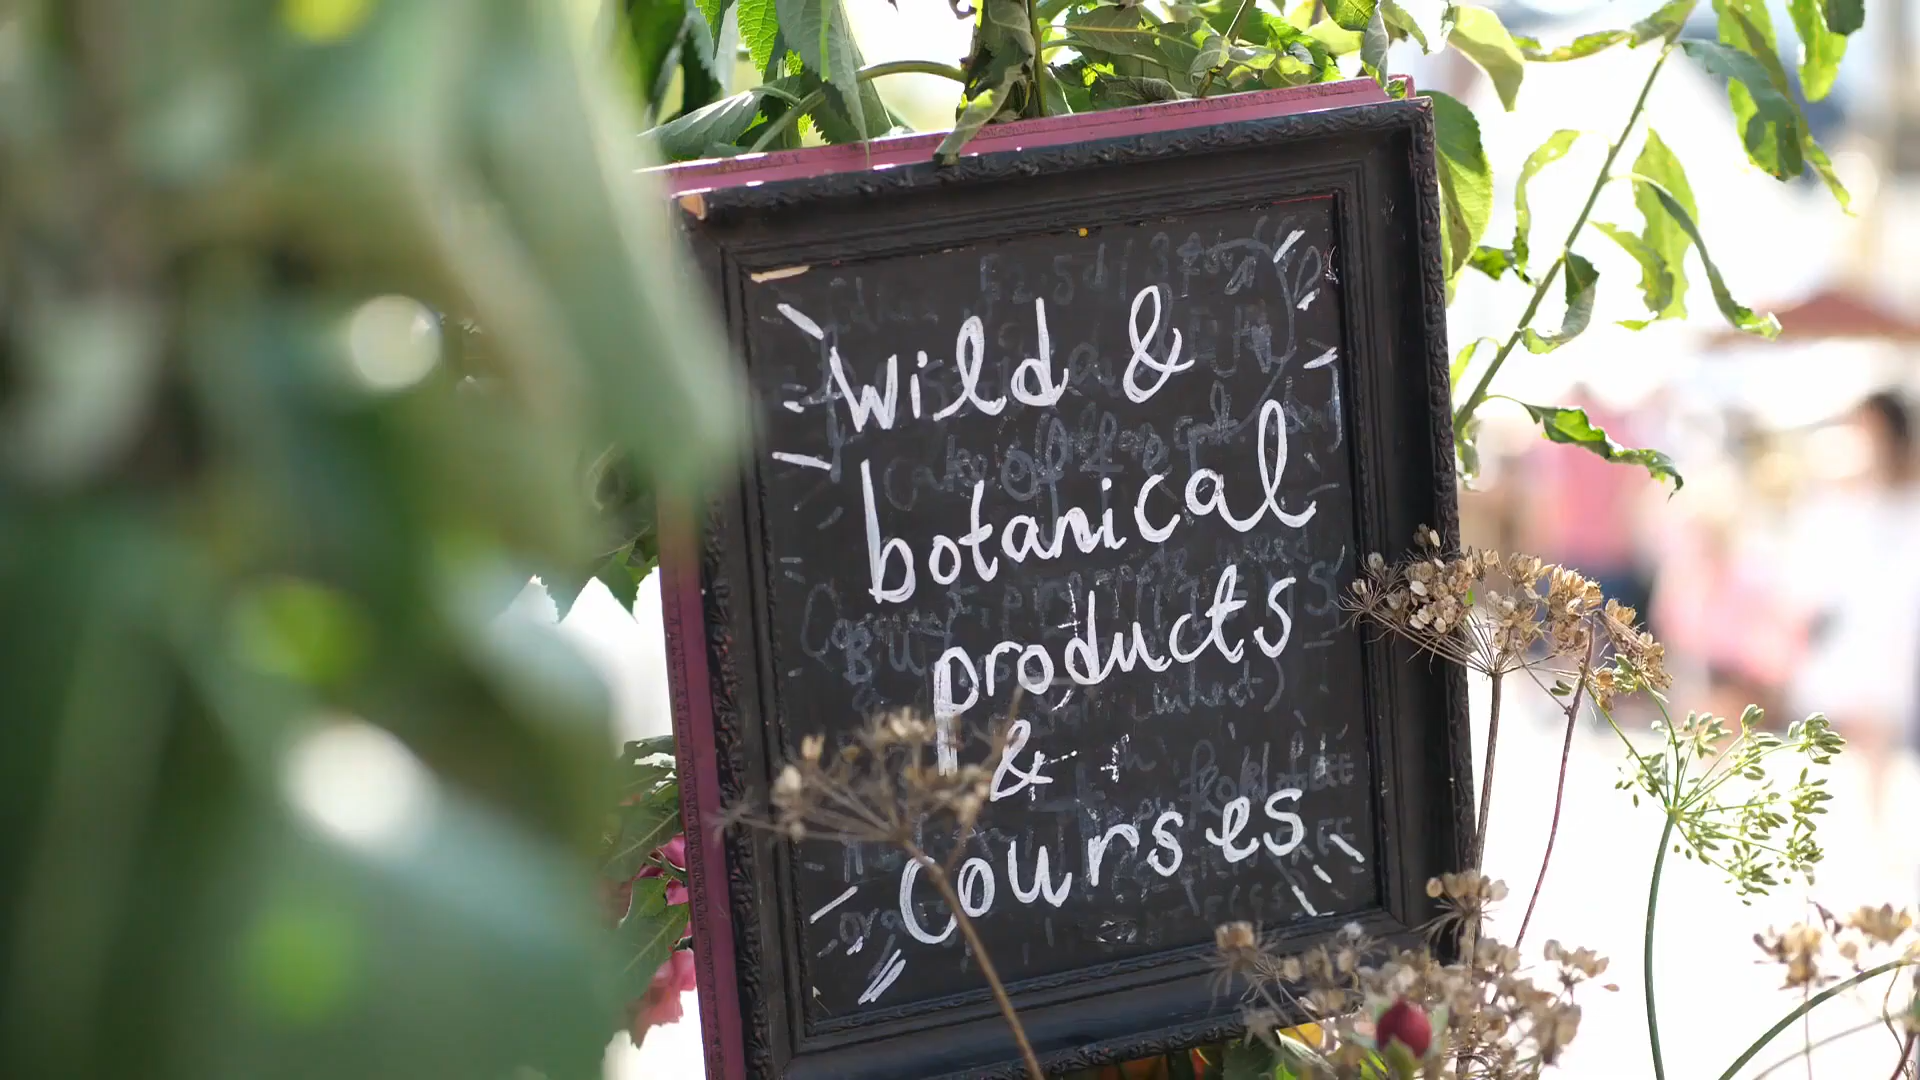 wild &
botanical
products
&
Courses